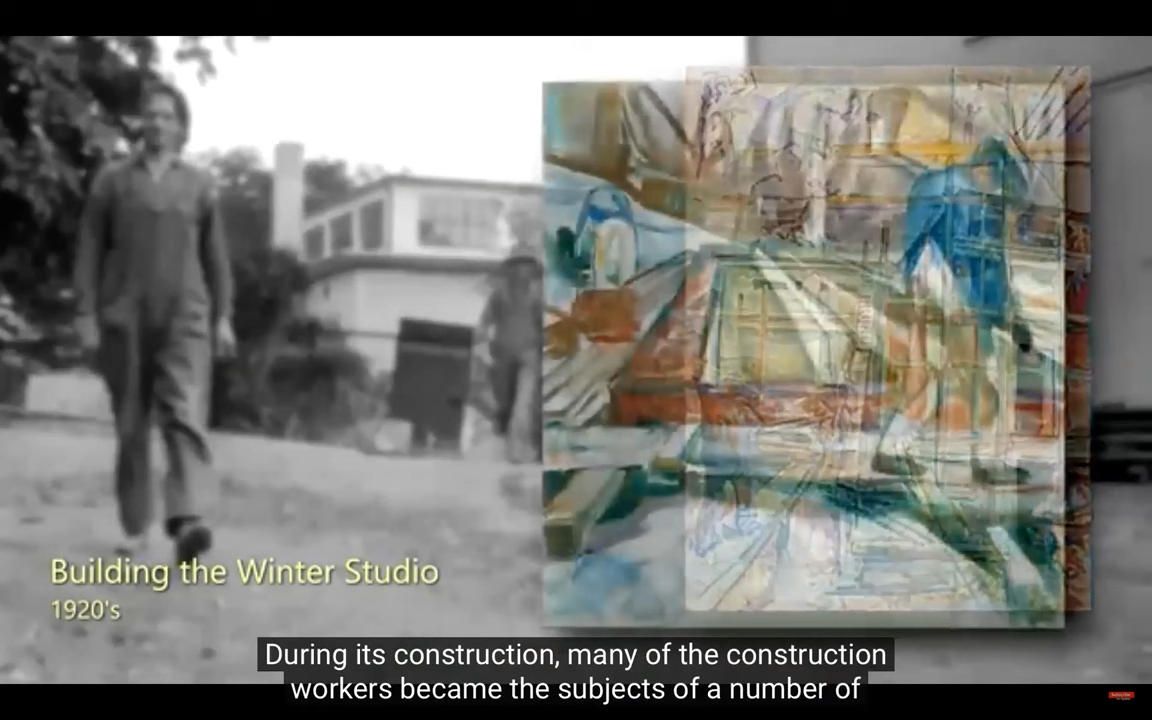 Building the Winter Studio
1920's
During its construction, many of the construction
workers became the subjects of a number of
Subscribe